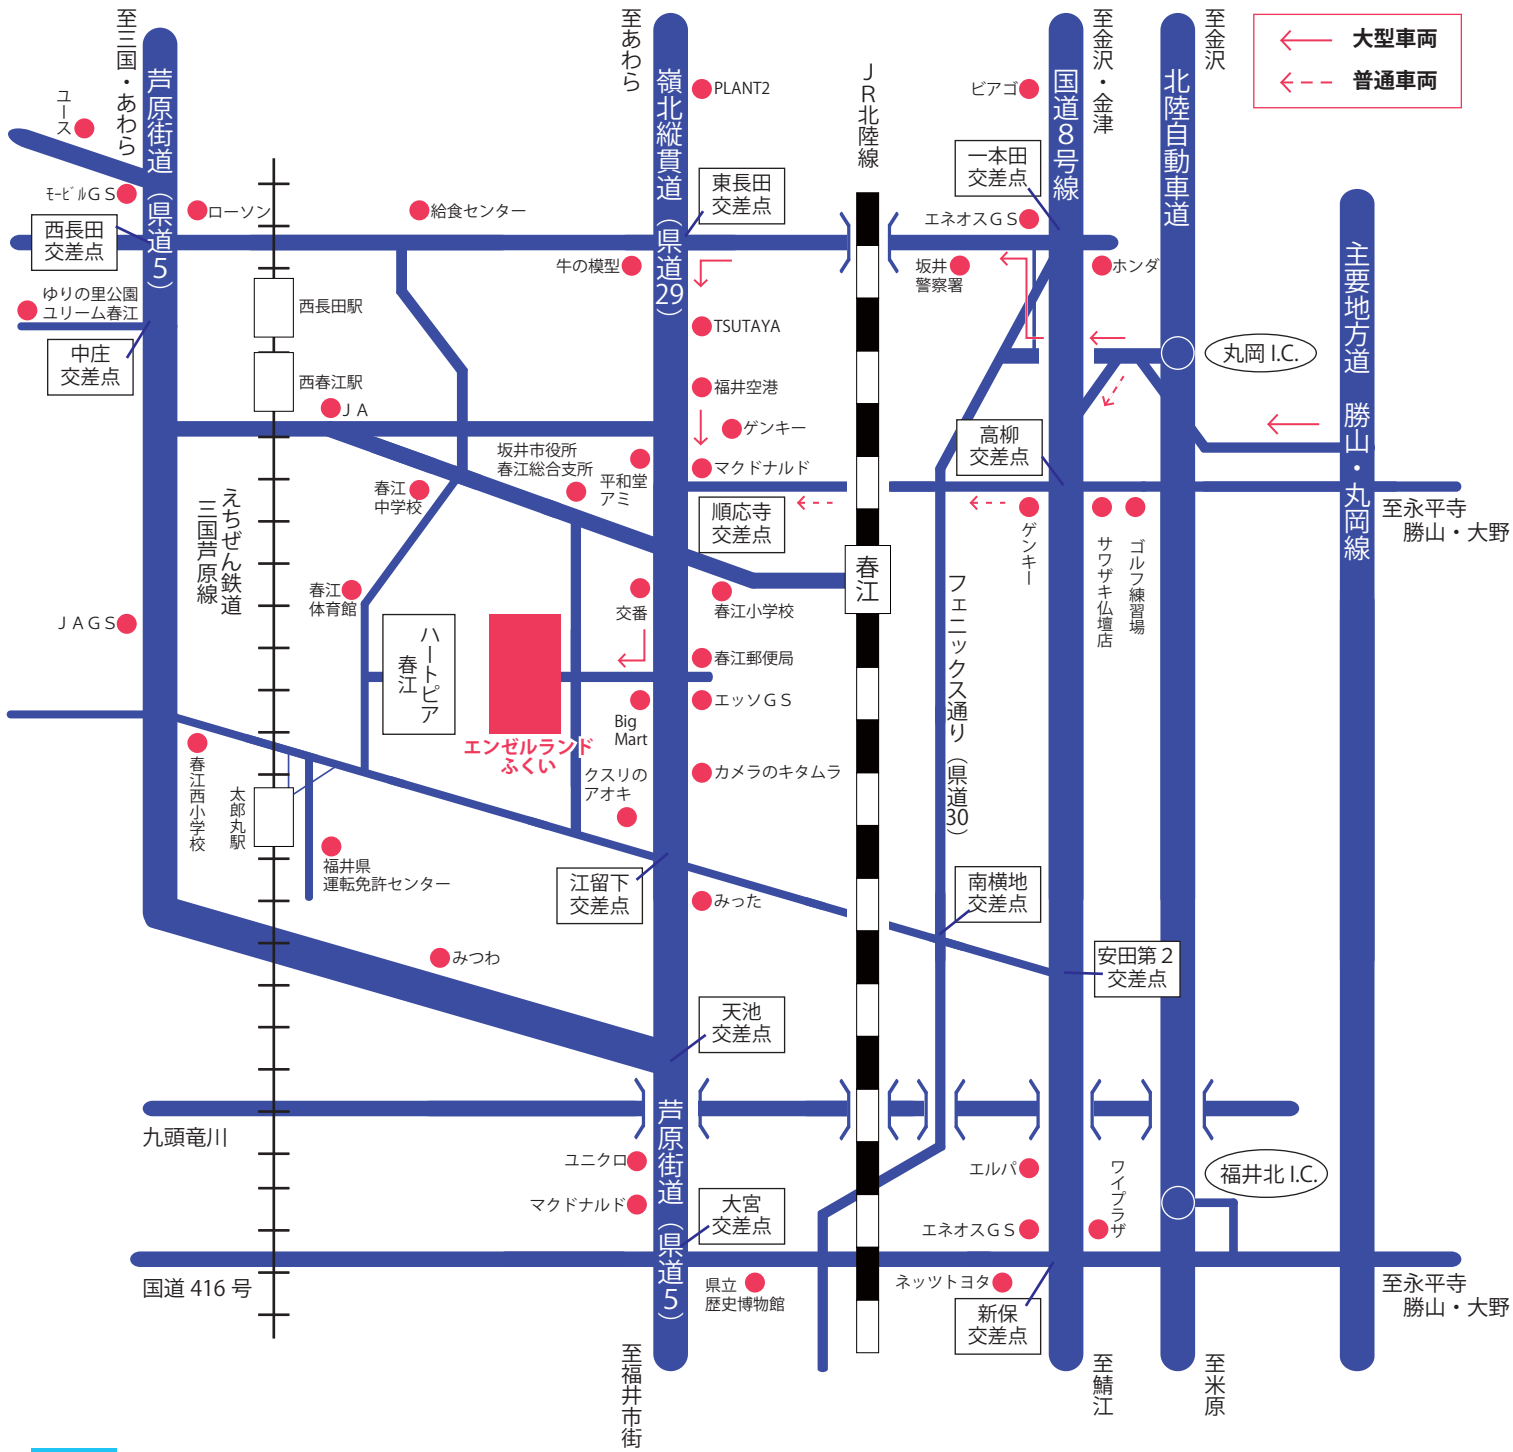 大型車両
普通車両
至三国・あわら
芦原街道（県道5）
ユース
ﾓｰﾋﾞﾙＧＳ
西長田
交差点
ローソン
ゆりの里公園
ユリーム春江
中庄
交差点
西長田駅
西春江駅
ＪＡ
給食センター
牛の模型
至あわら
嶺北縦貫道（県道29）
PLANT2
東長田
交差点
TSUTAYA
福井空港
ゲンキー
マクドナルド
順応寺
交差点
ＪＲ北陸線
ビアゴ
至金沢・金津
国道8号線
一本田
交差点
エネオスＧＳ
坂井
警察署
ホンダ
至金沢
北陸自動車道
丸岡 I.C.
主要地方道　勝山・丸岡線
高柳
交差点
至永平寺
勝山・大野
ゲンキー
サワザキ仏壇店
ゴルフ練習場
坂井市役所
春江総合支所
平和堂
アミ
春江
中学校
えちぜん鉄道
三国芦原線
春江
体育館
ＪＡＧＳ
ハートピア
春江
交番
春江小学校
春江
春江郵便局
エッソＧＳ
Big
Mart
エンゼルランド
ふくい
クスリの
アオキ
カメラのキタムラ
フェニックス通り（県道30）
春江西小学校
太郎丸駅
福井県
運転免許センター
江留下
交差点
みった
南横地
交差点
安田第２
交差点
みつわ
天池
交差点
九頭竜川
芦原街道（県道5）
ユニクロ
マクドナルド
大宮
交差点
エルパ
ワイプラザ
エネオスＧＳ
福井北 I.C.
国道 416 号
県立
歴史博物館
ネッツトヨタ
新保
交差点
至永平寺
勝山・大野
至福井市街
至鯖江
至米原